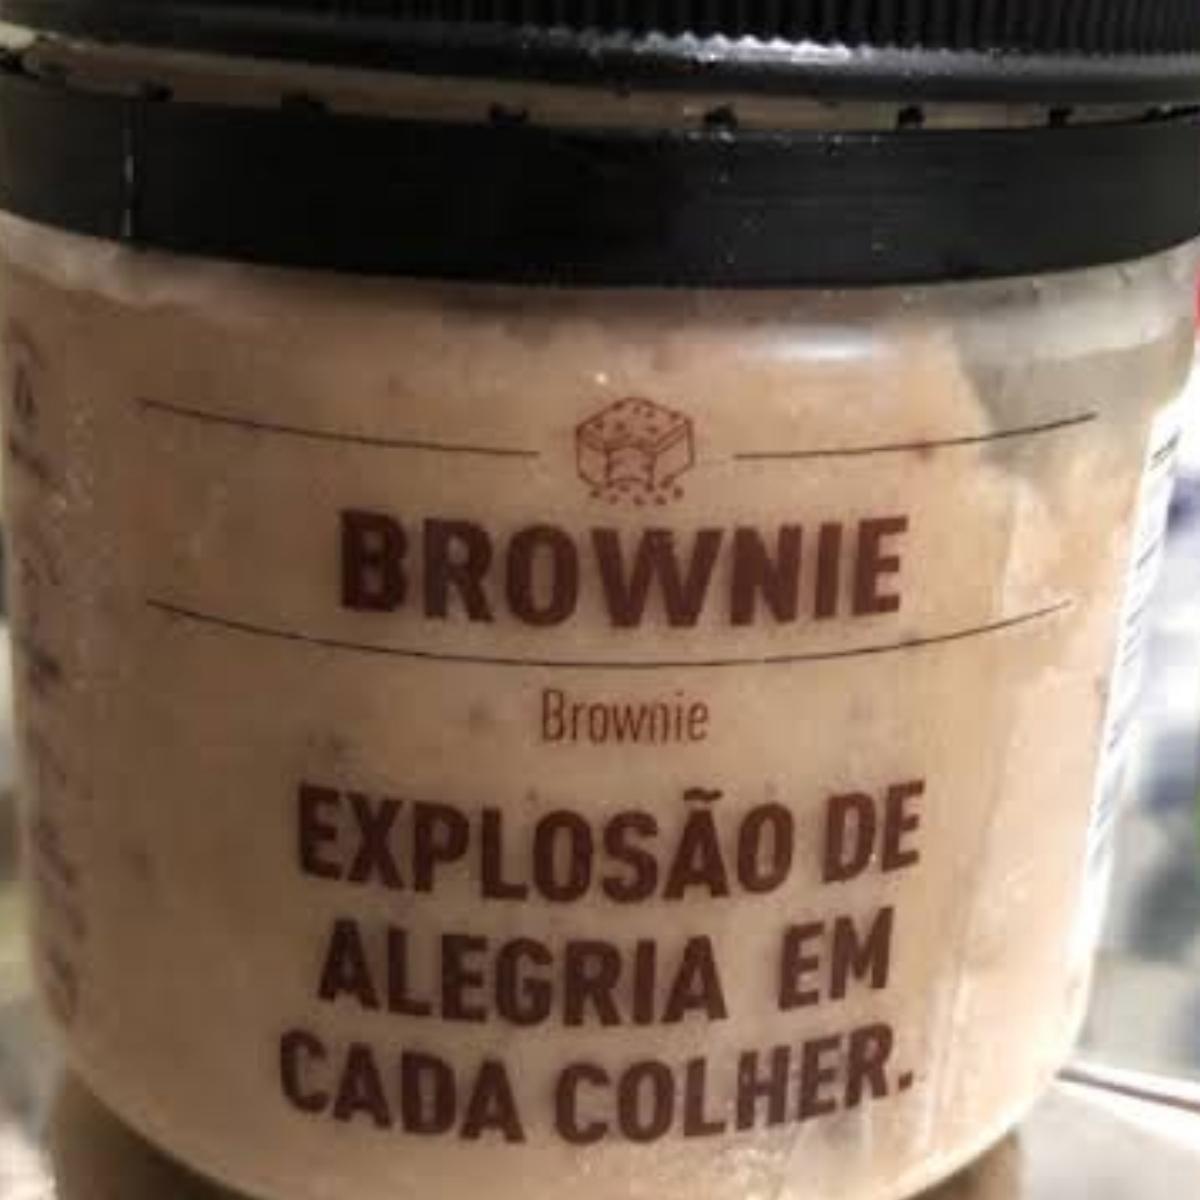 BROWNIE
Brownie
EXPLOSÃO DE
ALEGRIA EM
CADA COLHER.